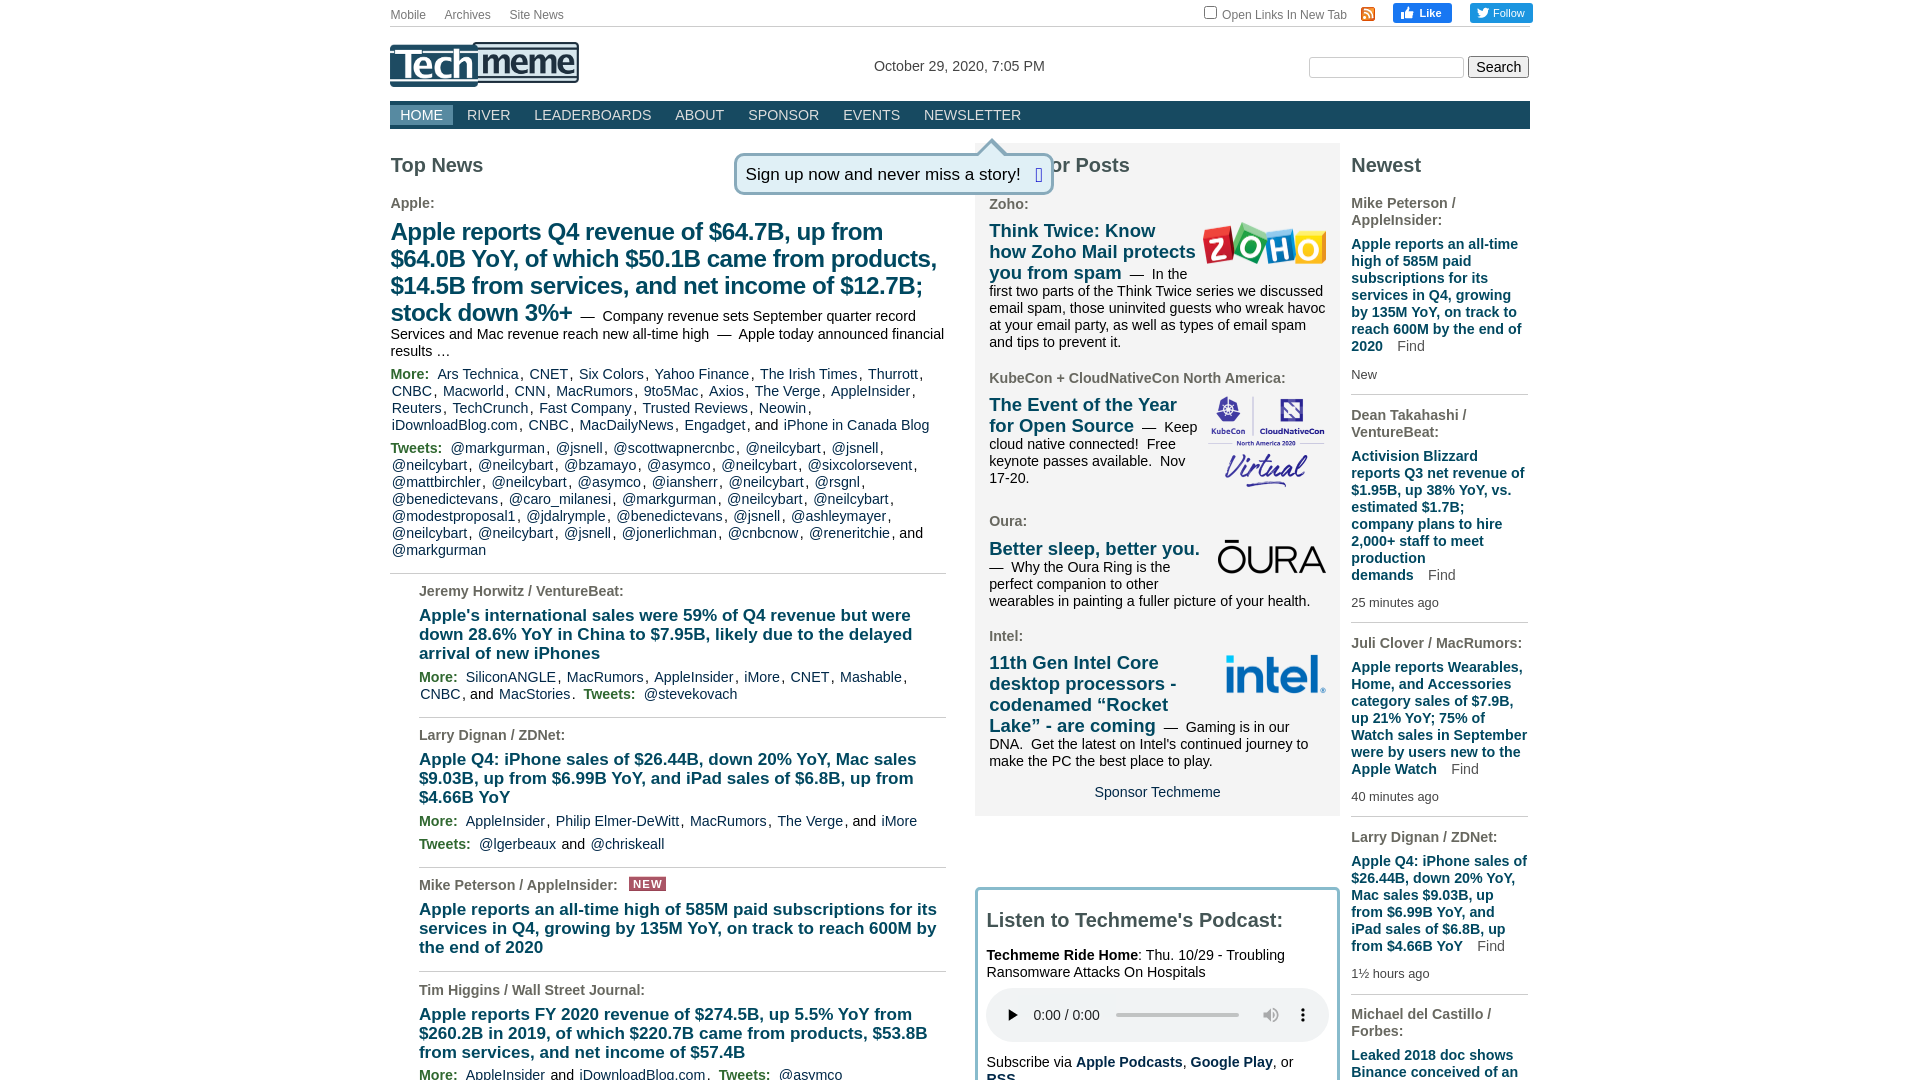 Mobile Archives Site News Open Links In New Tab Like Follow
Techmeme October 29, 2020, 7:05 PM Search
HOME RIVER LEADERBOARDS ABOUT SPONSOR EVENTS NEWSLETTER
Sign up now and never miss a story!
Top News
Apple:
Apple reports Q4 revenue of $64.7B, up from
$64.0B YoY, of which $50.1B came from products,
$14.5B from services, and net income of $12.7B;
stock down 3%+ — Company revenue sets September quarter record
Services and Mac revenue reach new all-time high — Apple today announced financial
results …
More: Ars Technica, CNET, Six Colors, Yahoo Finance, The Irish Times, Thurrott,
CNBC, Macworld, CNN, MacRumors, 9to5Mac, Axios, The Verge, AppleInsider,
Reuters, TechCrunch, Fast Company, Trusted Reviews, Neowin,
iDownloadBlog.com, CNBC, MacDailyNews, Engadget, and iPhone in Canada Blog
Tweets: @markgurman, @jsnell, @scottwapnercnbc, @neilcybart, @jsnell,
@neilcybart, @neilcybart, @bzamayo, @asymco, @neilcybart, @sixcolorsevent,
@mattbirchler, @neilcybart, @asymco, @iansherr, @neilcybart, @rsgnl,
@benedictevans, @caro_milanesi, @markgurman, @neilcybart, @neilcybart,
@modestproposal1, @jdalrymple, @benedictevans, @jsnell, @ashleymayer,
@neilcybart, @neilcybart, @jsnell, @jonerlichman, @cnbcnow, @reneritchie, and
@markgurman
Jeremy Horwitz / VentureBeat:
Apple's international sales were 59% of Q4 revenue but were
down 28.6% YoY in China to $7.95B, likely due to the delayed
arrival of new iPhones
More: SiliconANGLE, MacRumors, AppleInsider, iMore, CNET, Mashable,
CNBC, and MacStories. Tweets: @stevekovach
Larry Dignan / ZDNet:
Apple Q4: iPhone sales of $26.44B, down 20% YoY, Mac sales
$9.03B, up from $6.99B YoY, and iPad sales of $6.8B, up from
$4.66B YoY
More: AppleInsider, Philip Elmer-DeWitt, MacRumors, The Verge, and iMore
Tweets: @lgerbeaux and @chriskeall
Mike Peterson / AppleInsider: NEW
Apple reports an all-time high of 585M paid subscriptions for its
services in Q4, growing by 135M YoY, on track to reach 600M by
the end of 2020
Tim Higgins / Wall Street Journal:
Apple reports FY 2020 revenue of $274.5B, up 5.5% YoY from
$260.2B in 2019, of which $220.7B came from products, $53.8B
from services, and net income of $57.4B
More: AppleInsider and iDownloadBlog.com. Tweets: @asymco
or Posts
Zoho:
Think Twice: Know
how Zoho Mail protects
you from spam — In the
first two parts of the Think Twice series we discussed
email spam, those uninvited guests who wreak havoc
at your email party, as well as types of email spam
and tips to prevent it.
ZOHO
KubeCon + CloudNativeCon North America:
The Event of the Year
for Open Source — Keep
cloud native connected! Free
keynote passes available. Nov
17-20.
KubeCon CloudNativeCon
North America 2020
Virtual
Oura:
Better sleep, better you.
— Why the Oura Ring is the
perfect companion to other
wearables in painting a fuller picture of your health.
ŌURA
Intel:
11th Gen Intel Core
desktop processors -
codenamed “Rocket
Lake” - are coming — Gaming is in our
DNA. Get the latest on Intel's continued journey to
make the PC the best place to play.
intel.
Sponsor Techmeme
Listen to Techmeme's Podcast:
Techmeme Ride Home: Thu. 10/29 - Troubling
Ransomware Attacks On Hospitals
0:00 / 0:00
Subscribe via Apple Podcasts, Google Play, or
RSS
Newest
Mike Peterson /
AppleInsider:
Apple reports an all-time
high of 585M paid
subscriptions for its
services in Q4, growing
by 135M YoY, on track to
reach 600M by the end of
2020 Find
New
Dean Takahashi /
VentureBeat:
Activision Blizzard
reports Q3 net revenue of
$1.95B, up 38% YoY, vs.
estimated $1.7B;
company plans to hire
2,000+ staff to meet
production
demands Find
25 minutes ago
Juli Clover / MacRumors:
Apple reports Wearables,
Home, and Accessories
category sales of $7.9B,
up 21% YoY; 75% of
Watch sales in September
were by users new to the
Apple Watch Find
40 minutes ago
Larry Dignan / ZDNet:
Apple Q4: iPhone sales of
$26.44B, down 20% YoY,
Mac sales $9.03B, up
from $6.99B YoY, and
iPad sales of $6.8B, up
from $4.66B YoY Find
1½ hours ago
Michael del Castillo /
Forbes:
Leaked 2018 doc shows
Binance conceived of an